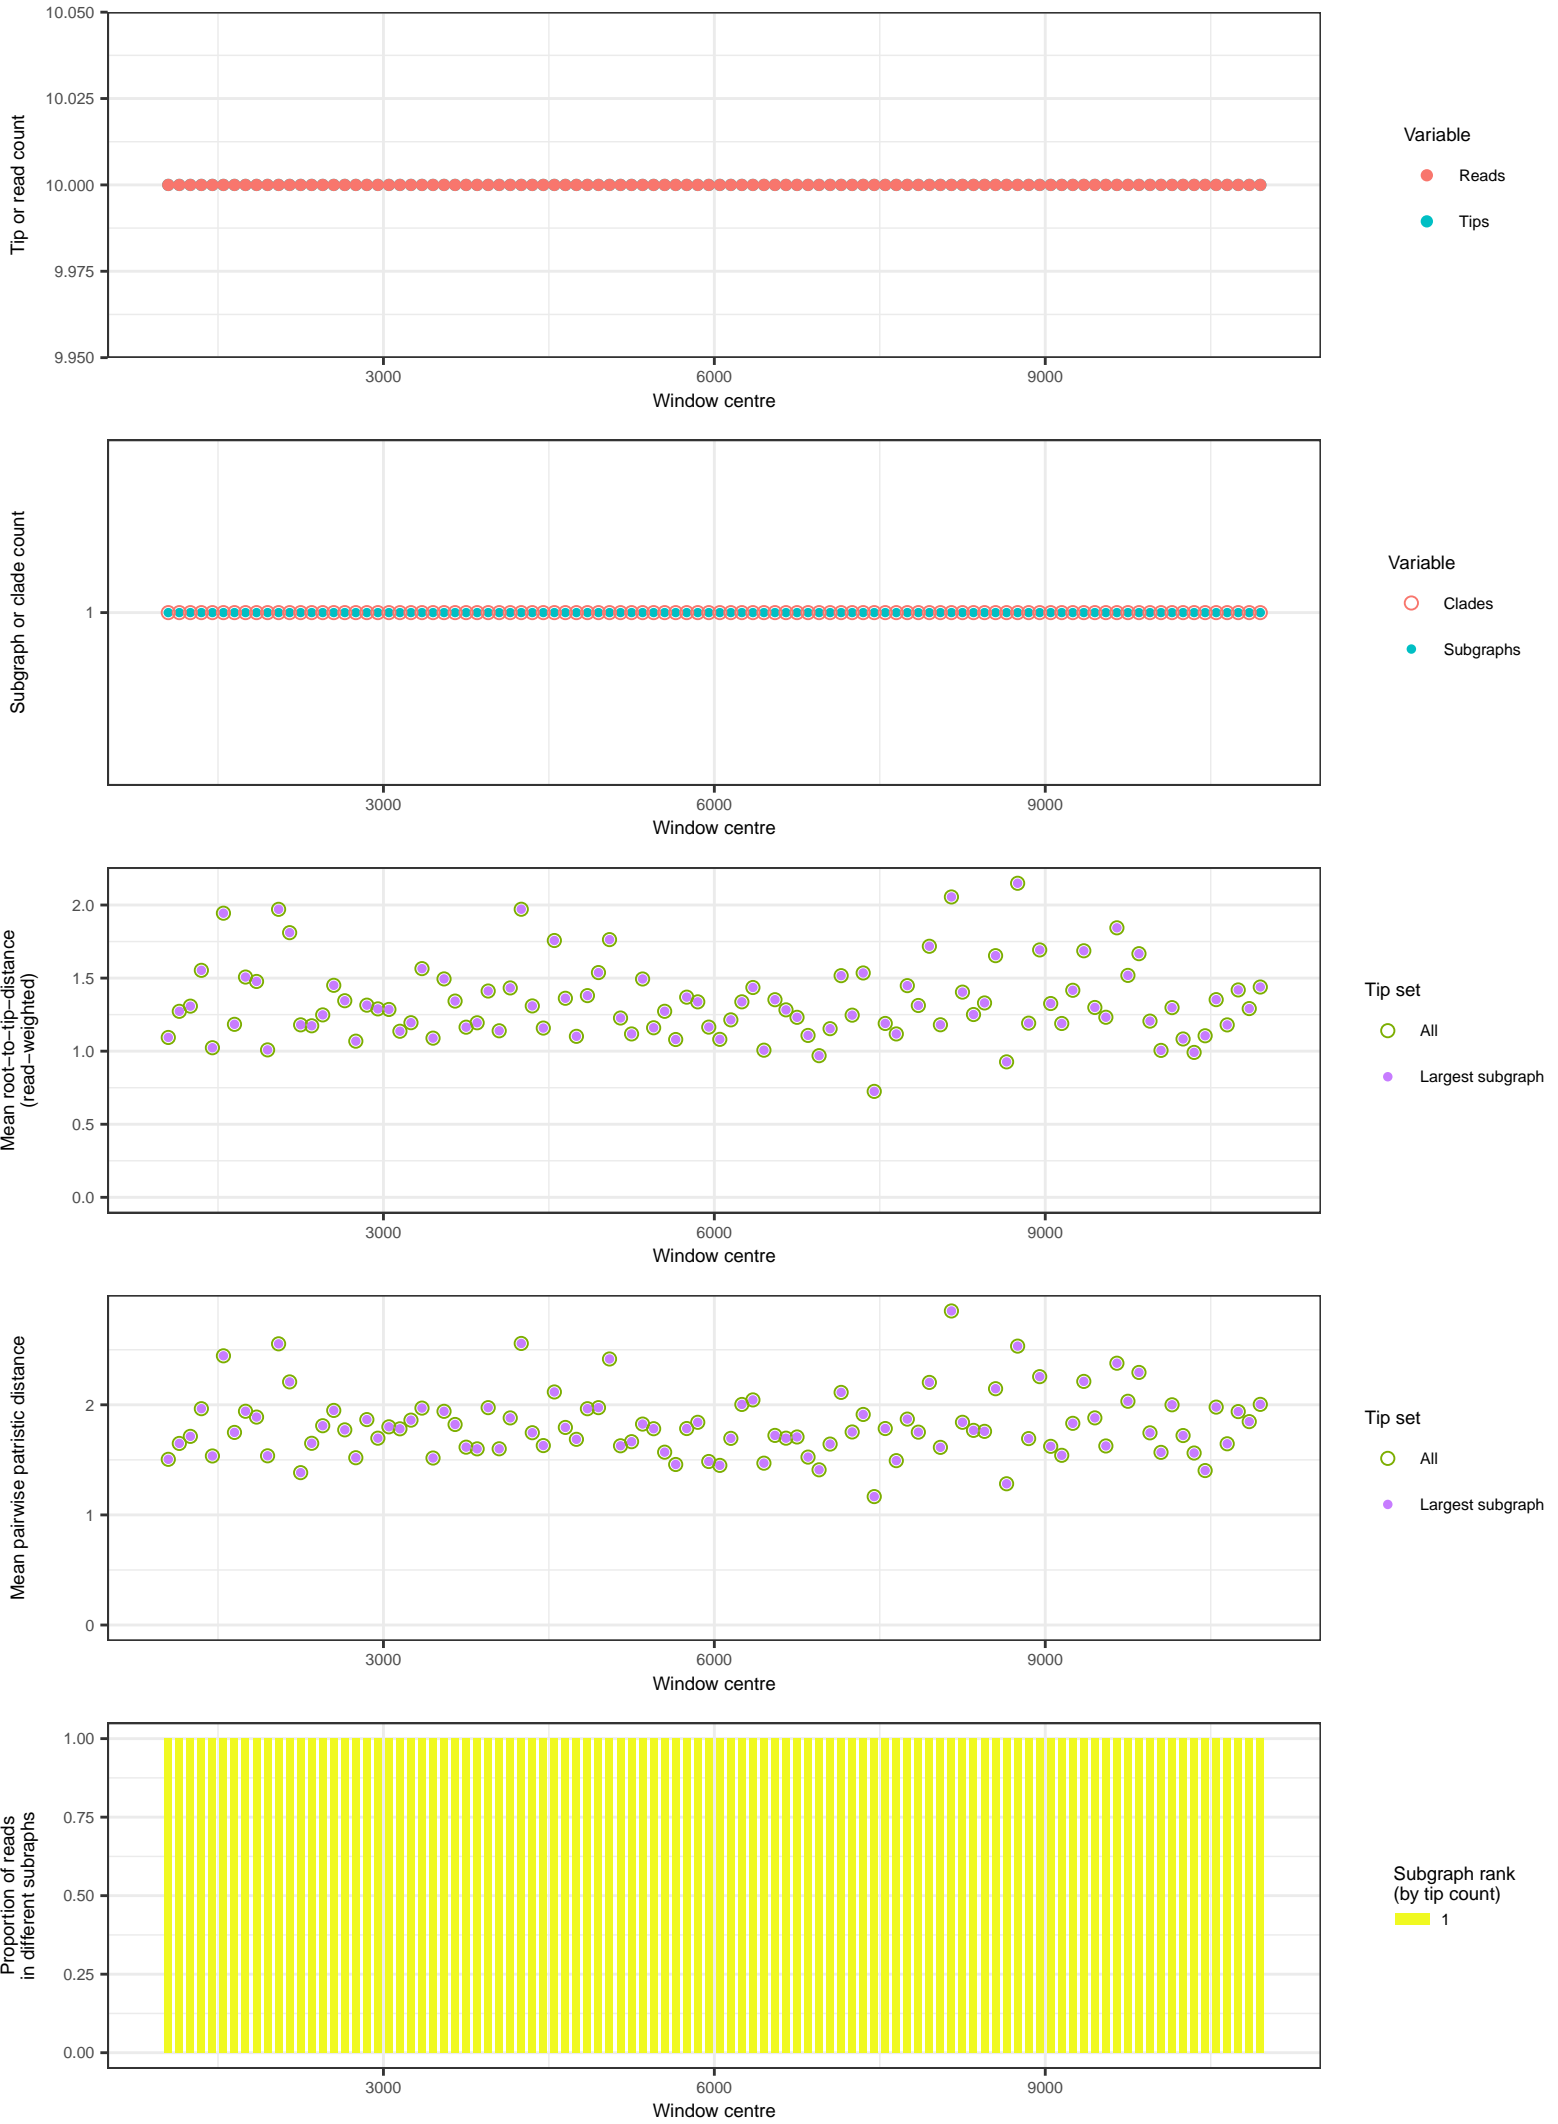 10.050
10.025
10.000
9.975
9.950
Tip or read count
3000 6000 9000
Window centre
Variable
Reads
Tips
1
Subgraph or clade count
3000 6000 9000
Window centre
Variable
Clades
Subgraphs
2.0
1.5
1.0
0.5
0.0
Mean root−to−tip−distance
(read−weighted)
3000 6000 9000
Window centre
Tip set
All
Largest subgraph
2
1
0
Mean pairwise patristic distance
3000 6000 9000
Window centre
Tip set
All
Largest subgraph
1.00
0.75
0.50
0.25
0.00
Proportion of reads
in different subraphs
3000 6000 9000
Window centre
Subgraph rank
(by tip count)
1